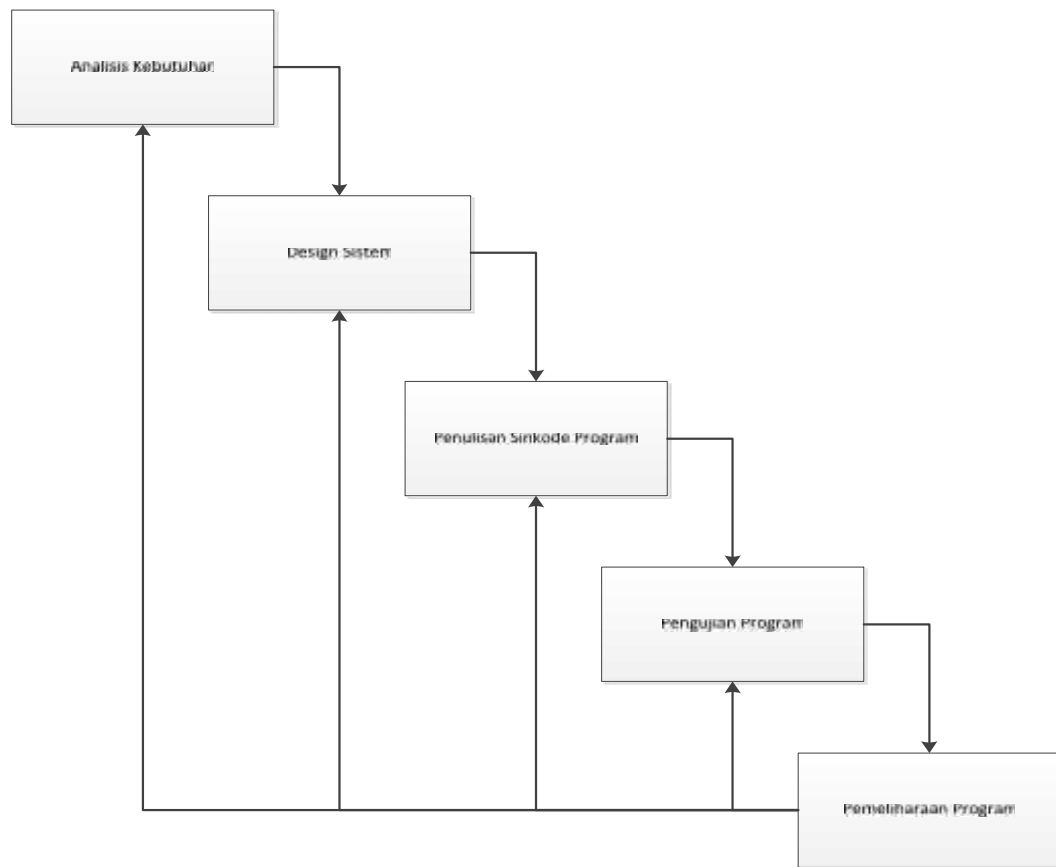 Analisis Kebutuhan
Design Sistem
Penulisan Sinkode Program
Pengujian Program
Pemeliharaan Program